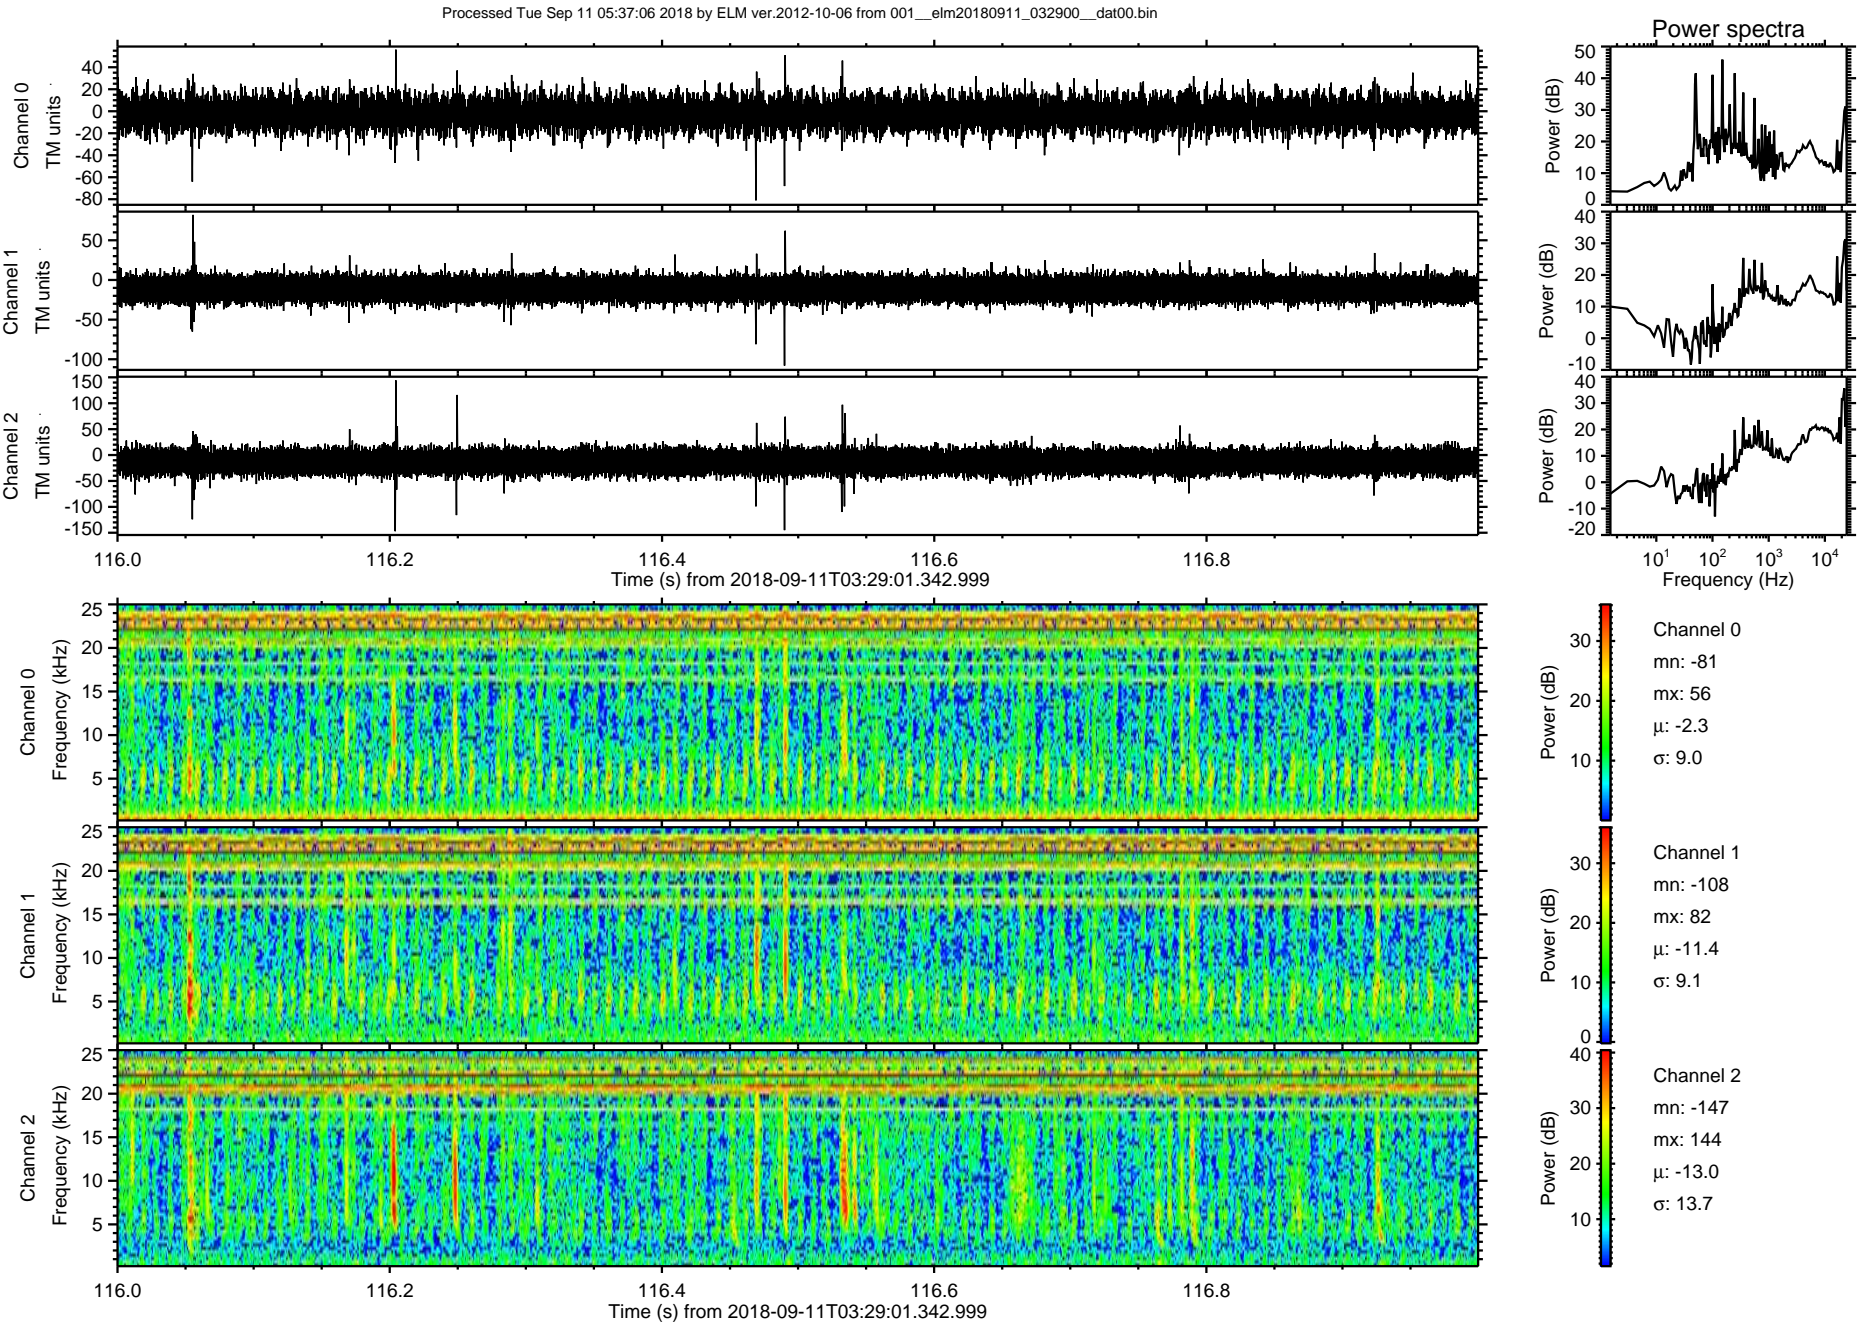 Processed Tue Sep 11 05:37:06 2018 by ELM ver.2012-10-06 from 001__elm20180911_032900__dat00.bin
Power spectra
Channel 0
TM units
40
20
0
-20
-40
-60
-80
Power (dB)
50
40
30
20
10
0
Channel 1
TM units
50
0
-50
-100
Power (dB)
40
30
20
10
0
-10
Channel 2
TM units
150
100
50
0
-50
-100
-150
Power (dB)
40
30
20
10
0
-10
-20
116.0 116.2 116.4 116.6 116.8
Time (s) from 2018-09-11T03:29:01.342.999
10¹ 10² 10³ 10⁴
Frequency (Hz)
Channel 0
Frequency (kHz)
25
20
15
10
5
Power (dB)
30
20
10
Channel 0
mn: -81
mx: 56
μ: -2.3
σ: 9.0
Channel 1
Frequency (kHz)
25
20
15
10
5
Power (dB)
30
20
10
0
Channel 1
mn: -108
mx: 82
μ: -11.4
σ: 9.1
Channel 2
Frequency (kHz)
25
20
15
10
5
Power (dB)
40
30
20
10
Channel 2
mn: -147
mx: 144
μ: -13.0
σ: 13.7
116.0 116.2 116.4 116.6 116.8
Time (s) from 2018-09-11T03:29:01.342.999